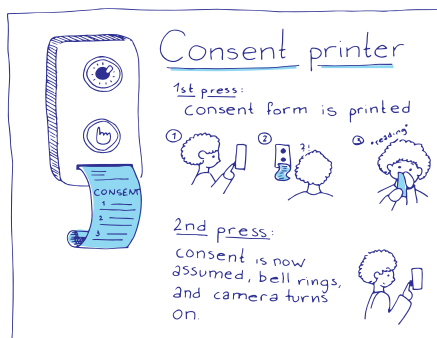 Consent printer
1st press:
consent form is printed
CONSENT
1
2
3
1
2
?!
3
"reading"
2nd press:
consent is now
assumed, bell rings,
and camera turns
on.